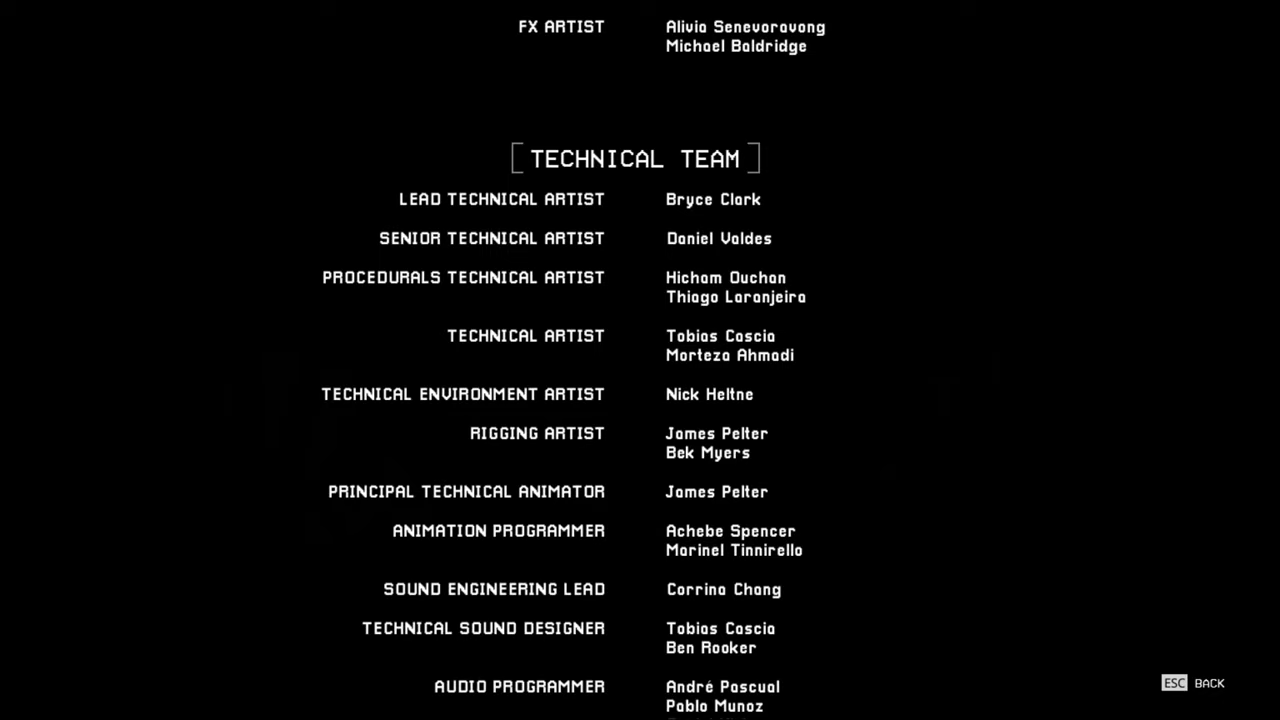 FX ARTIST Alivia Senevoravong
Michael Baldridge
[TECHNICAL TEAM]
LEAD TECHNICAL ARTIST Bryce Clark
SENIOR TECHNICAL ARTIST Daniel Valdes
PROCEDURALS TECHNICAL ARTIST Hicham Ouchan
Thiago Laranjeira
TECHNICAL ARTIST Tobias Cascia
Morteza Ahmadi
TECHNICAL ENVIRONMENT ARTIST Nick Heltne
RIGGING ARTIST James Pelter
Bek Myers
PRINCIPAL TECHNICAL ANIMATOR James Pelter
ANIMATION PROGRAMMER Achebe Spencer
Marinel Tinnirello
SOUND ENGINEERING LEAD Corrina Chang
TECHNICAL SOUND DESIGNER Tobias Cascia
Ben Rooker
AUDIO PROGRAMMER André Pascual
Pablo Munoz
ESC BACK